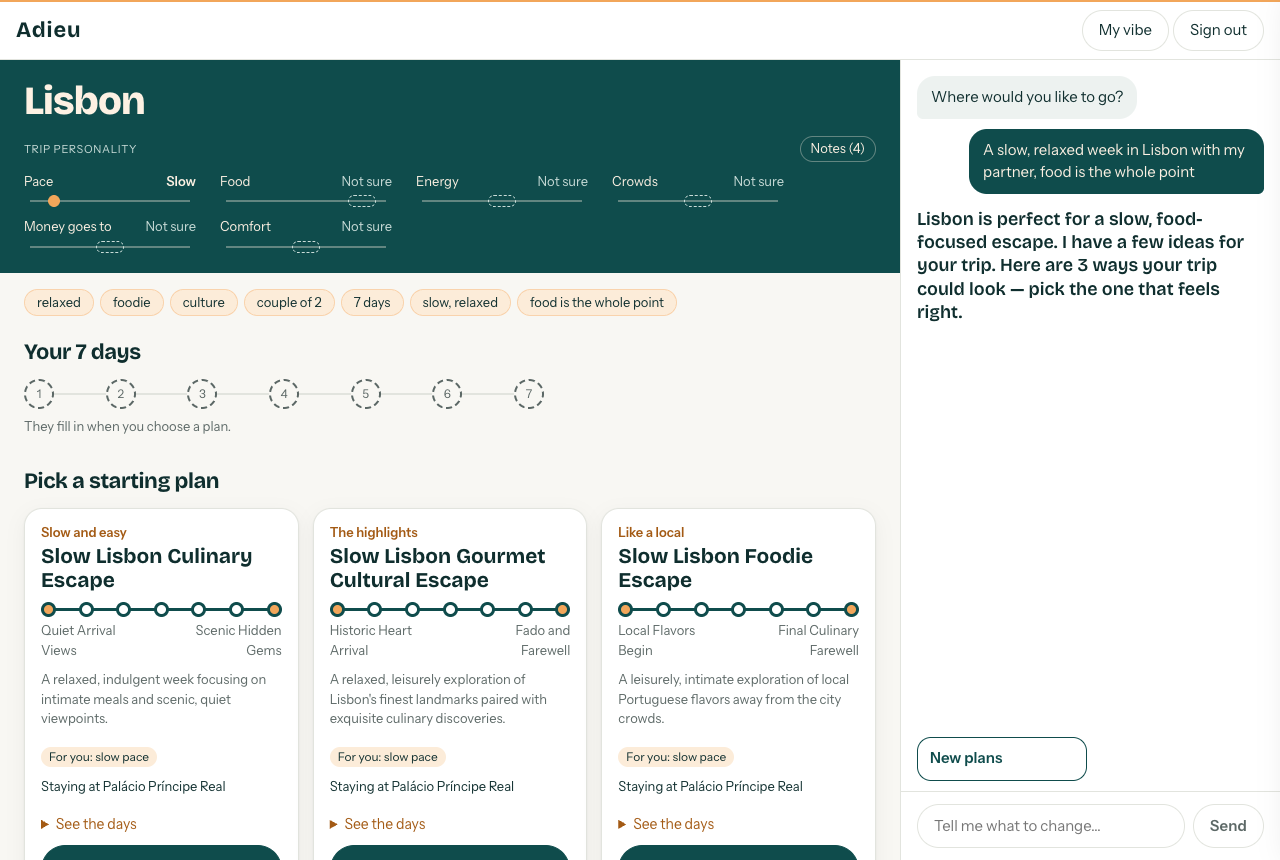 Adieu
My vibe
Sign out
Lisbon
TRIP PERSONALITY
Notes (4)
Pace Slow
Food Not sure
Energy Not sure
Crowds Not sure
Money goes to Not sure
Comfort Not sure
relaxed
foodie
culture
couple of 2
7 days
slow, relaxed
food is the whole point
Your 7 days
1 2 3 4 5 6 7
They fill in when you choose a plan.
Pick a starting plan
Slow and easy
Slow Lisbon Culinary
Escape
Quiet Arrival
Views
Scenic Hidden
Gems
A relaxed, indulgent week focusing on
intimate meals and scenic, quiet
viewpoints.
For you: slow pace
Staying at Palácio Príncipe Real
See the days
The highlights
Slow Lisbon Gourmet
Cultural Escape
Historic Heart
Arrival
Fado and
Farewell
A relaxed, leisurely exploration of
Lisbon's finest landmarks paired with
exquisite culinary discoveries.
For you: slow pace
Staying at Palácio Príncipe Real
See the days
Like a local
Slow Lisbon Foodie
Escape
Local Flavors
Begin
Final Culinary
Farewell
A leisurely, intimate exploration of local
Portuguese flavors away from the city
crowds.
For you: slow pace
Staying at Palácio Príncipe Real
See the days
Where would you like to go?
A slow, relaxed week in Lisbon with my
partner, food is the whole point
Lisbon is perfect for a slow, food-
focused escape. I have a few ideas for
your trip. Here are 3 ways your trip
could look — pick the one that feels
right.
New plans
Tell me what to change...
Send